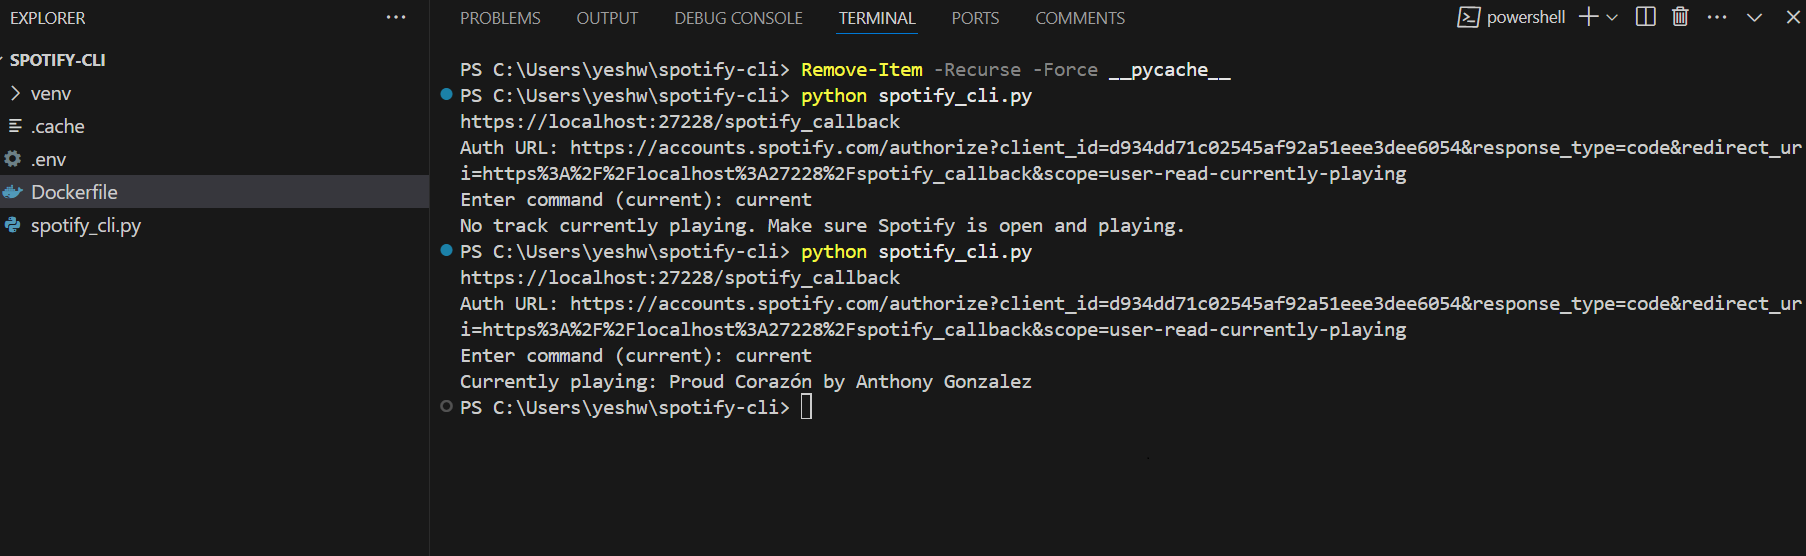 EXPLORER
SPOTIFY-CLI
venv
.cache
.env
Dockerfile
spotify_cli.py
PROBLEMS OUTPUT DEBUG CONSOLE TERMINAL PORTS COMMENTS
powershell
PS C:\Users\yeshw\spotify-cli> Remove-Item -Recurse -Force __pycache__
PS C:\Users\yeshw\spotify-cli> python spotify_cli.py
https://localhost:27228/spotify_callback
Auth URL: https://accounts.spotify.com/authorize?client_id=d934dd71c02545af92a51eee3dee6054&response_type=code&redirect_ur
i=https%3A%2F%2Flocalhost%3A27228%2Fspotify_callback&scope=user-read-currently-playing
Enter command (current): current
No track currently playing. Make sure Spotify is open and playing.
PS C:\Users\yeshw\spotify-cli> python spotify_cli.py
https://localhost:27228/spotify_callback
Auth URL: https://accounts.spotify.com/authorize?client_id=d934dd71c02545af92a51eee3dee6054&response_type=code&redirect_ur
i=https%3A%2F%2Flocalhost%3A27228%2Fspotify_callback&scope=user-read-currently-playing
Enter command (current): current
Currently playing: Proud Corazón by Anthony Gonzalez
PS C:\Users\yeshw\spotify-cli>